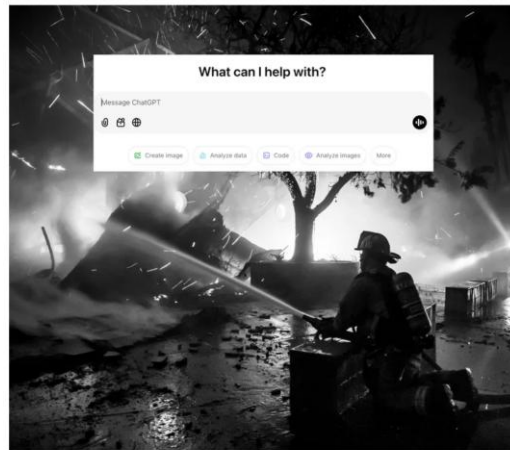 What can I help with?
Message ChatGPT
Create image
Analyze data
Code
Analyze images
More